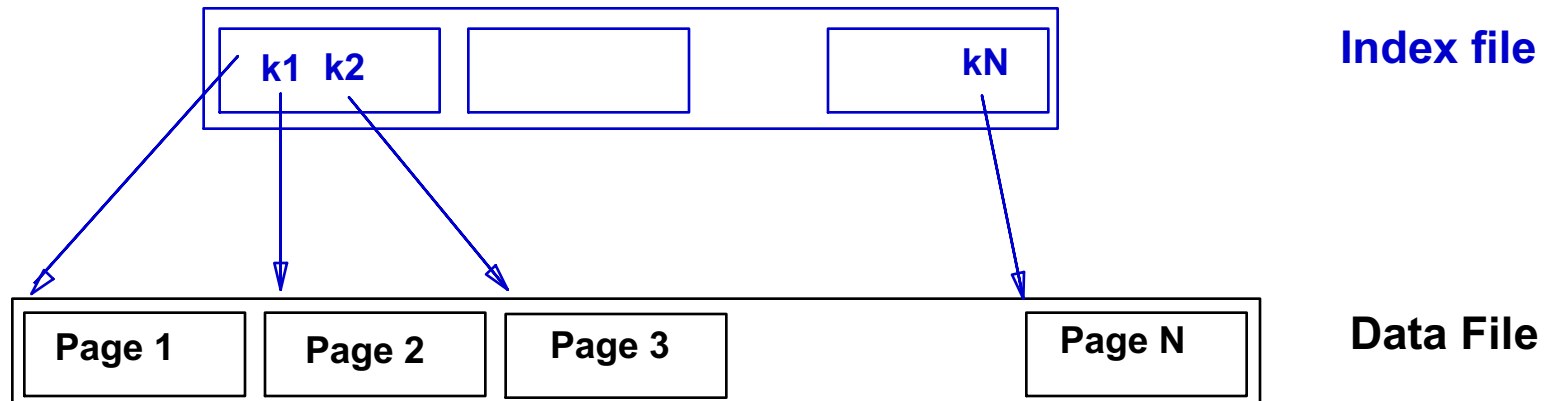 k1 k2
kN
Index file
Page 1
Page 2
Page 3
Page N
Data File